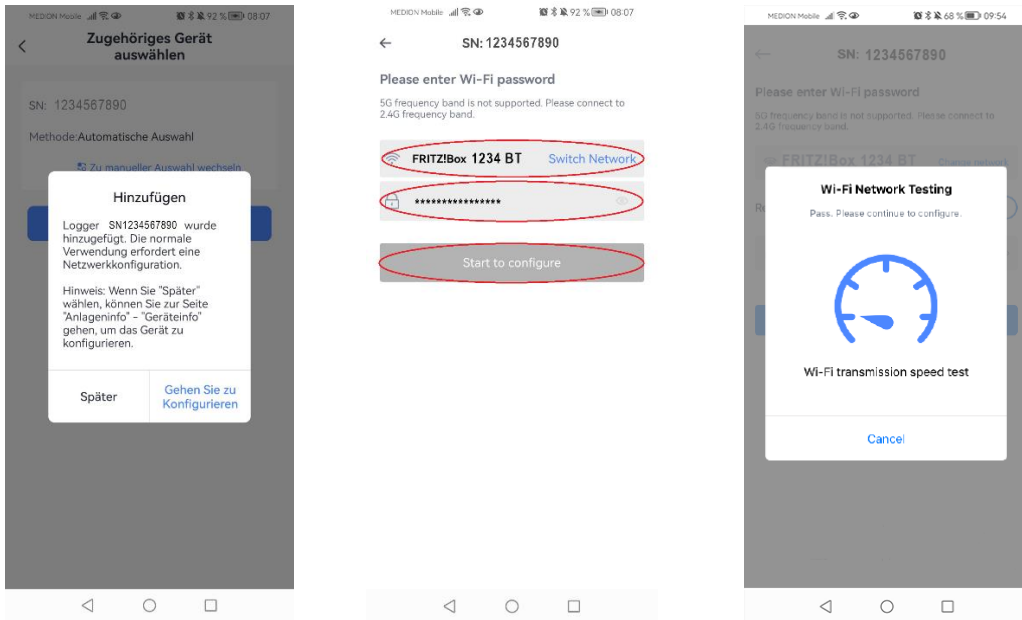 MEDION Mobile 92 % 08:07
Zugehöriges Gerät
auswählen
SN: 1234567890
Methode:Automatische Auswahl
Zu manueller Auswahl wechseln
Hinzufügen
Logger SN1234567890 wurde
hinzugefügt. Die normale
Verwendung erfordert eine
Netzwerkkonfiguration.
Hinweis: Wenn Sie "Später"
wählen, können Sie zur Seite
"Anlageninfo" - "Geräteinfo"
gehen, um das Gerät zu
konfigurieren.
Später
Gehen Sie zu
Konfigurieren
MEDION Mobile 92 % 08:07
SN: 1234567890
Please enter Wi-Fi password
5G frequency band is not supported. Please connect to
2.4G frequency band.
FRITZ!Box 1234 BT Switch Network
****************
Start to configure
MEDION Mobile 68 % 09:54
SN: 1234567890
Please enter Wi-Fi password
5G frequency band is not supported. Please connect to
2.4G frequency band.
FRITZ!Box 1234 BT Change network
Wi-Fi Network Testing
Pass. Please continue to configure.
Re
Wi-Fi transmission speed test
Cancel